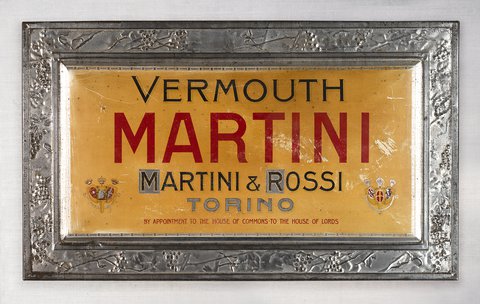 VERMOUTH
MARTINI
MARTINI & ROSSI
TORINO
BY APPOINTMENT TO THE HOUSE OF COMMONS-TO THE HOUSE OF LORDS